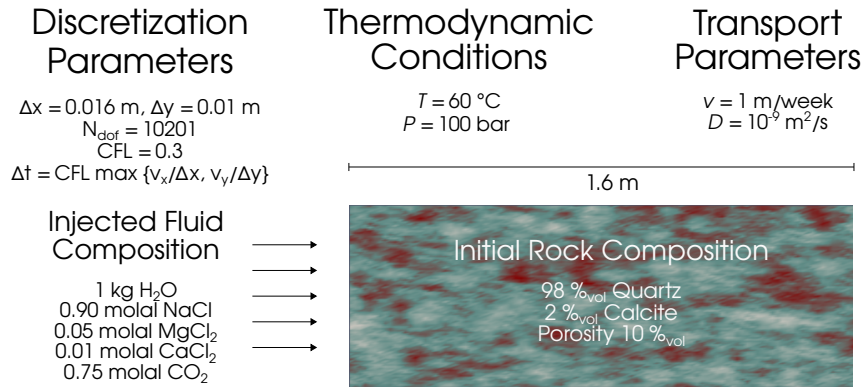 Discretization
Parameters
Δx = 0.016 m, Δy = 0.01 m
N_dof = 10201
CFL = 0.3
Δt = CFL max {v_x/Δx, v_y/Δy}
Thermodynamic
Conditions
T = 60 °C
P = 100 bar
Transport
Parameters
v = 1 m/week
D = 10⁻⁹ m²/s
1.6 m
Injected Fluid
Composition
1 kg H₂O
0.90 molal NaCl
0.05 molal MgCl₂
0.01 molal CaCl₂
0.75 molal CO₂
Initial Rock Composition
98 %vol Quartz
2 %vol Calcite
Porosity 10 %vol